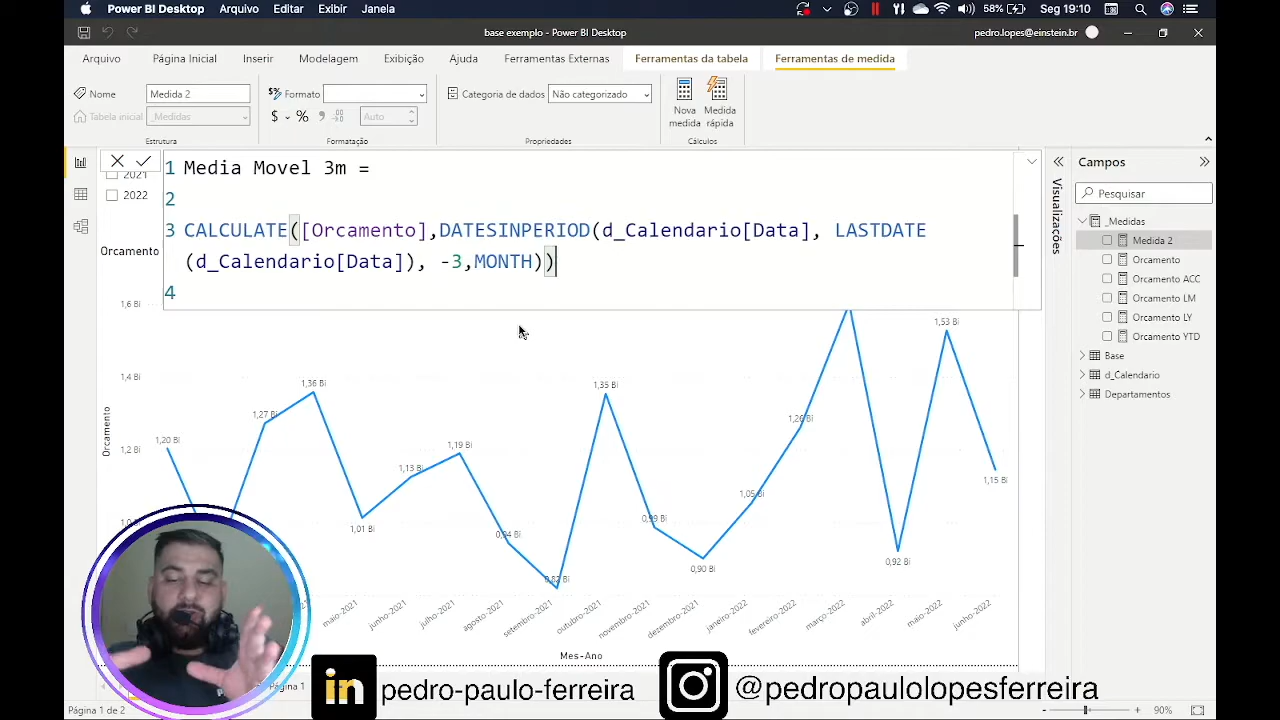 Power BI Desktop Arquivo Editar Exibir Janela 58% Seg 19:10
base exemplo - Power BI Desktop pedro.lopes@einstein.br
Arquivo Página Inicial Inserir Modelagem Exibição Ajuda Ferramentas Externas Ferramentas da tabela Ferramentas de medida
Nome Medida 2 Formato Categoria de dados Não categorizado
Tabela inicial _Medidas $ % Auto Nova medida Medida rápida
Estrutura Formatação Propriedades Cálculos
2021
2022
1 Media Movel 3m =
2
3 CALCULATE([Orcamento],DATESINPERIOD(d_Calendario[Data], LASTDATE
(d_Calendario[Data]), -3,MONTH))
4
Visualizações
Campos
Pesquisar
_Medidas
Medida 2
Orcamento
Orcamento ACC
Orcamento LM
Orcamento LY
Orcamento YTD
Base
d_Calendario
Departamentos
Orcamento
1,6 Bi
1,53 Bi
1,4 Bi 1,36 Bi 1,35 Bi
1,27 Bi 1,26 Bi
1,20 Bi 1,19 Bi
1,2 Bi 1,13 Bi 1,15 Bi
1,05 Bi
1,01 Bi 0,94 Bi 0,99 Bi
0,82 Bi 0,90 Bi 0,92 Bi
Orcamento
maio-2021 junho-2021 julho-2021 agosto-2021 setembro-2021 outubro-2021 novembro-2021 dezembro-2021 janeiro-2022 fevereiro-2022 março-2022 abril-2022 maio-2022 junho-2022
Mes-Ano
Página 1
in pedro-paulo-ferreira @pedropaulolopesferreira
Página 1 de 2 90%